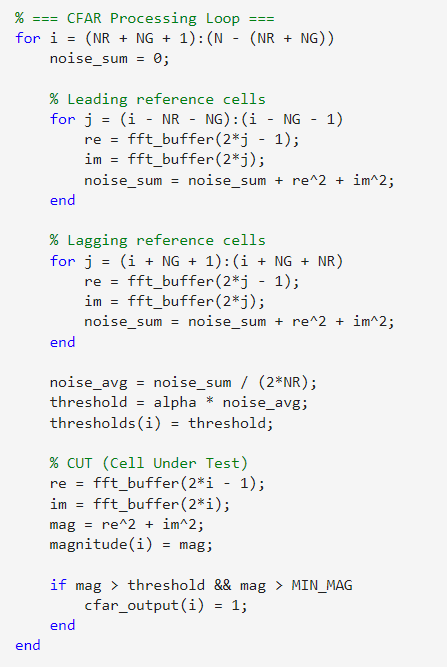 % === CFAR Processing Loop ===
for i = (NR + NG + 1):(N - (NR + NG))
    noise_sum = 0;

    % Leading reference cells
    for j = (i - NR - NG):(i - NG - 1)
        re = fft_buffer(2*j - 1);
        im = fft_buffer(2*j);
        noise_sum = noise_sum + re^2 + im^2;
    end

    % Lagging reference cells
    for j = (i + NG + 1):(i + NG + NR)
        re = fft_buffer(2*j - 1);
        im = fft_buffer(2*j);
        noise_sum = noise_sum + re^2 + im^2;
    end

    noise_avg = noise_sum / (2*NR);
    threshold = alpha * noise_avg;
    thresholds(i) = threshold;

    % CUT (Cell Under Test)
    re = fft_buffer(2*i - 1);
    im = fft_buffer(2*i);
    mag = re^2 + im^2;
    magnitude(i) = mag;

    if mag > threshold && mag > MIN_MAG
        cfar_output(i) = 1;
    end
end